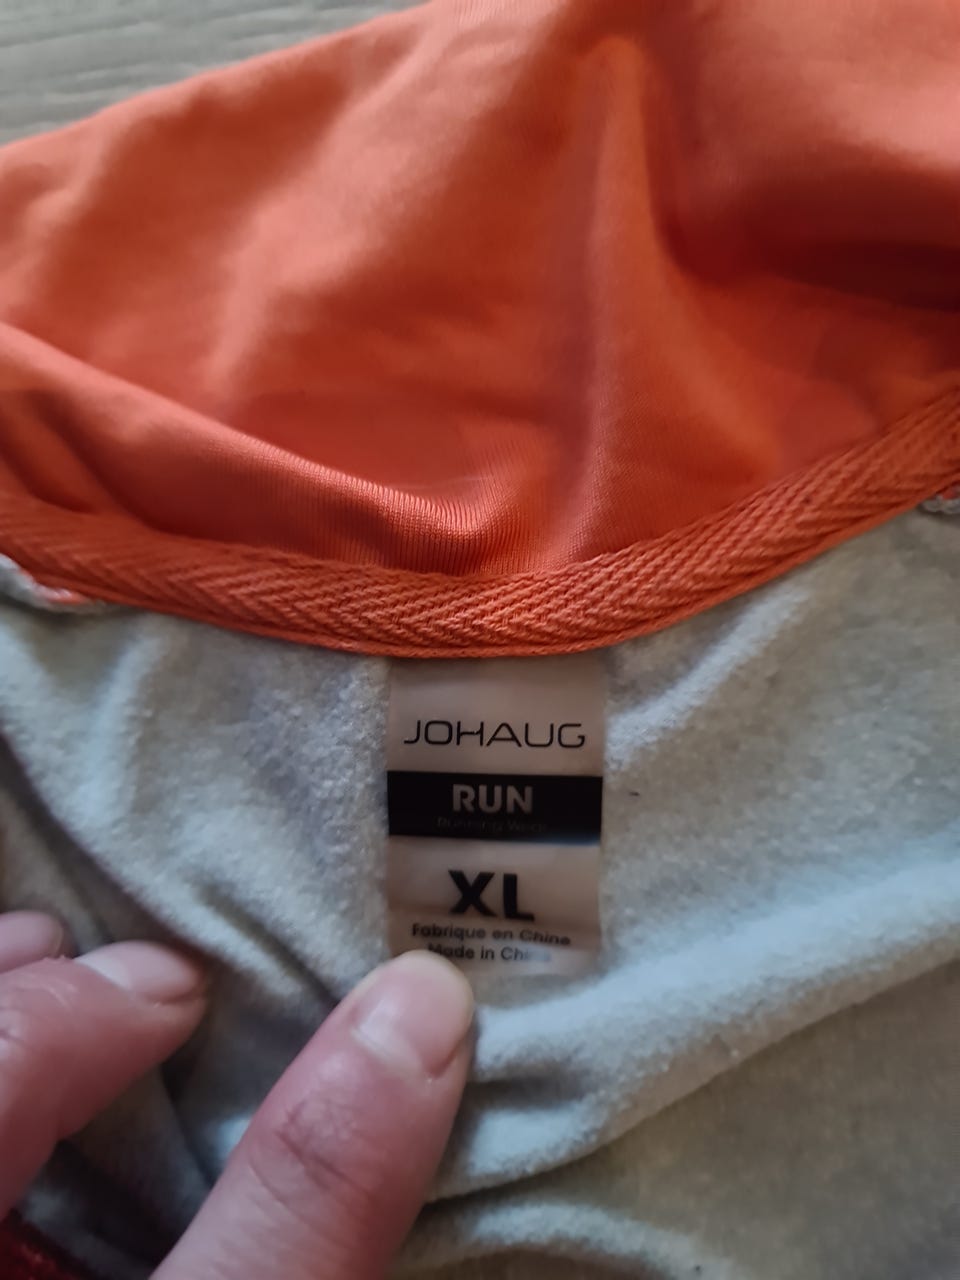 JOHAUG
RUN
Running Wear
XL
Fabrique en Chine
Made in China